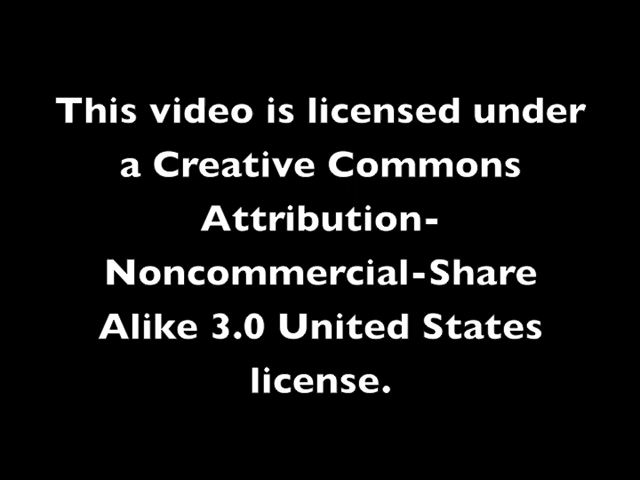 This video is licensed under
a Creative Commons
Attribution-
Noncommercial-Share
Alike 3.0 United States
license.